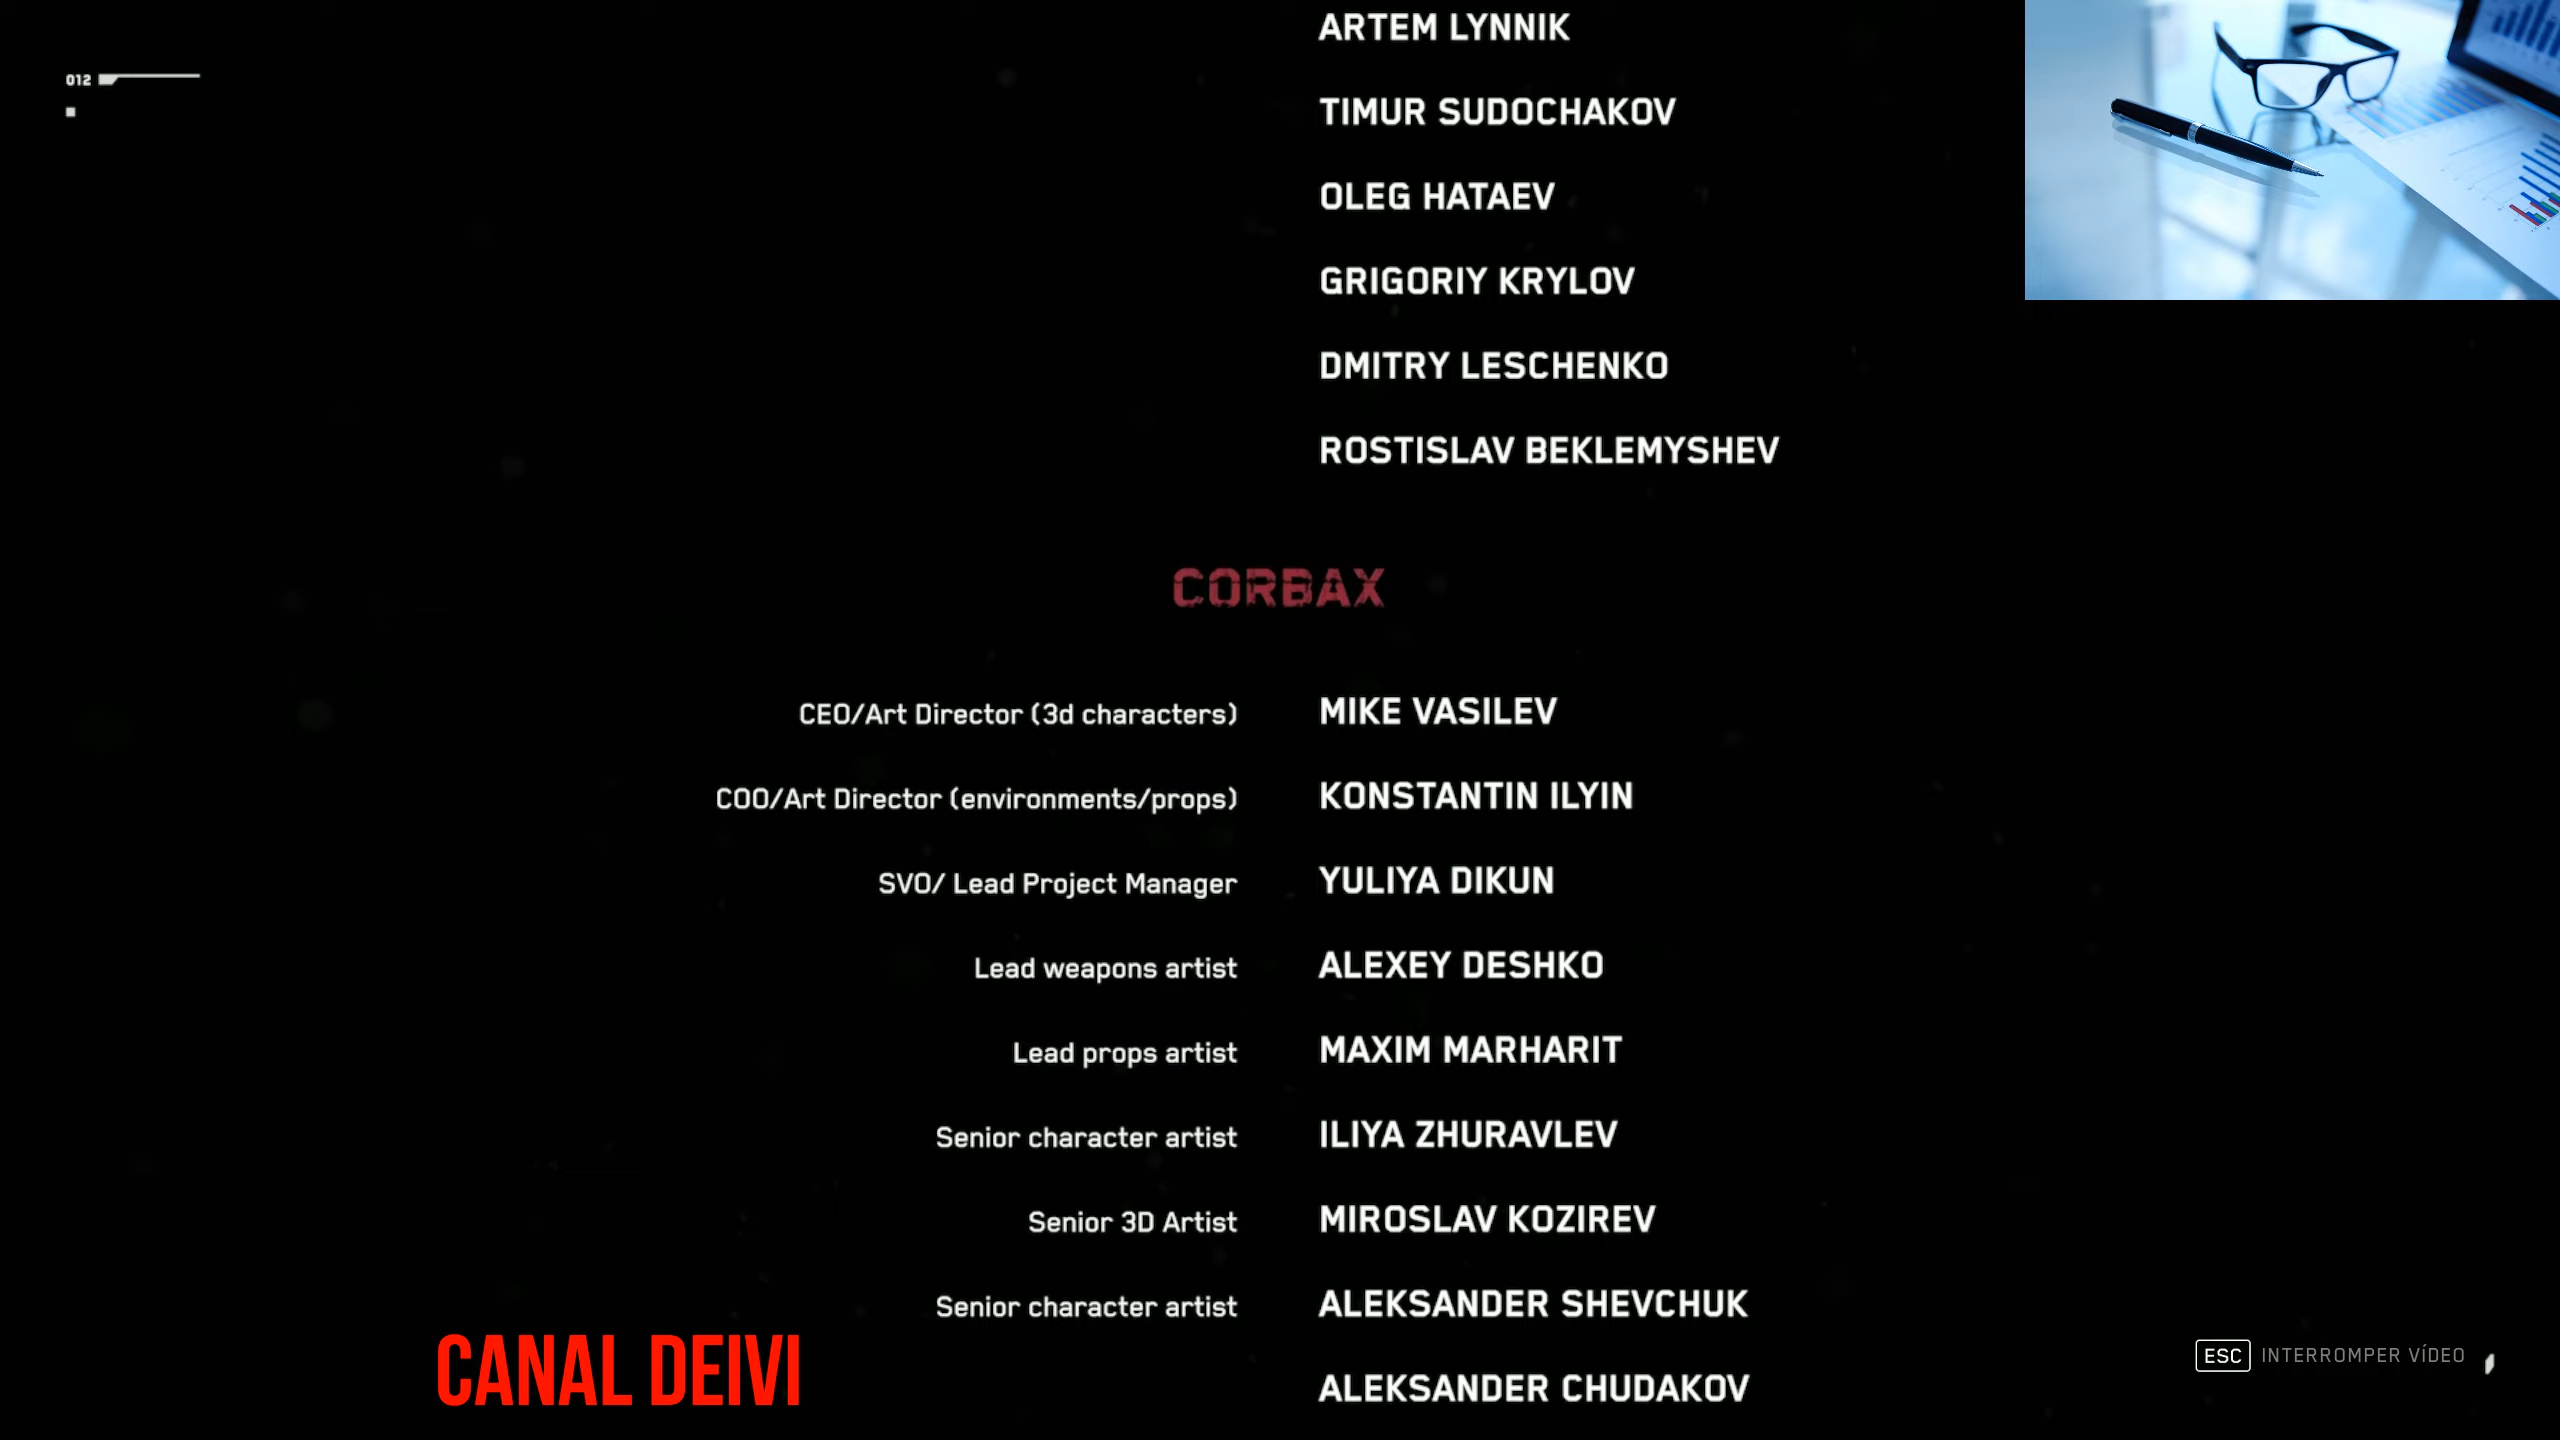 ARTEM LYNNIK
012
TIMUR SUDOCHAKOV
OLEG HATAEV
GRIGORIY KRYLOV
DMITRY LESCHENKO
ROSTISLAV BEKLEMYSHEV
CORBAX
CEO/Art Director (3d characters) MIKE VASILEV
COO/Art Director (environments/props) KONSTANTIN ILYIN
SVO/ Lead Project Manager YULIYA DIKUN
Lead weapons artist ALEXEY DESHKO
Lead props artist MAXIM MARHARIT
Senior character artist ILIYA ZHURAVLEV
Senior 3D Artist MIROSLAV KOZIREV
Senior character artist ALEKSANDER SHEVCHUK
ALEKSANDER CHUDAKOV
CANAL DEIVI
ESC INTERROMPER VÍDEO